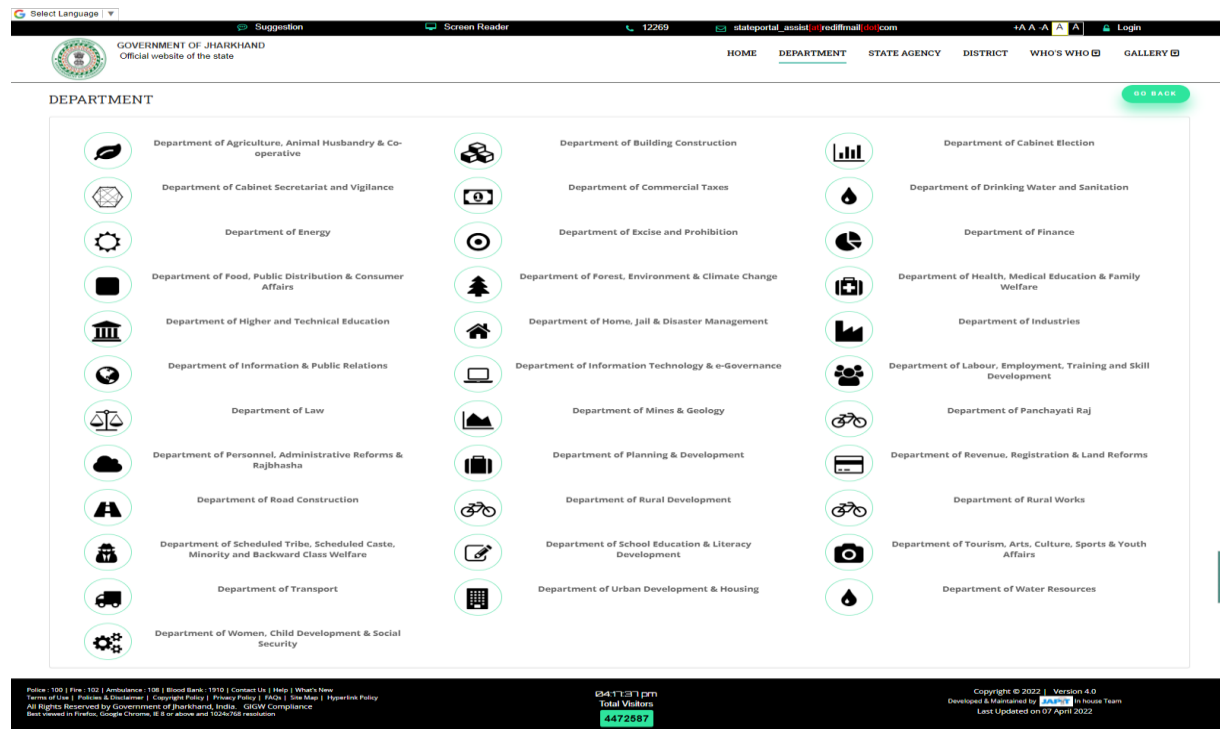 Select Language ▼
Suggestion
Screen Reader
12269
stateportal_assist[at]rediffmail[dot]com
+A A -A A A
Login
GOVERNMENT OF JHARKHAND
Official website of the state
HOME
DEPARTMENT
STATE AGENCY
DISTRICT
WHO'S WHO
GALLERY
DEPARTMENT
GO BACK
Department of Agriculture, Animal Husbandry & Co-
operative
Department of Building Construction
Department of Cabinet Election
Department of Cabinet Secretariat and Vigilance
Department of Commercial Taxes
Department of Drinking Water and Sanitation
Department of Energy
Department of Excise and Prohibition
Department of Finance
Department of Food, Public Distribution & Consumer
Affairs
Department of Forest, Environment & Climate Change
Department of Health, Medical Education & Family
Welfare
Department of Higher and Technical Education
Department of Home, Jail & Disaster Management
Department of Industries
Department of Information & Public Relations
Department of Information Technology & e-Governance
Department of Labour, Employment, Training and Skill
Development
Department of Law
Department of Mines & Geology
Department of Panchayati Raj
Department of Personnel, Administrative Reforms &
Rajbhasha
Department of Planning & Development
Department of Revenue, Registration & Land Reforms
Department of Road Construction
Department of Rural Development
Department of Rural Works
Department of Scheduled Tribe, Scheduled Caste,
Minority and Backward Class Welfare
Department of School Education & Literacy
Development
Department of Tourism, Arts, Culture, Sports & Youth
Affairs
Department of Transport
Department of Urban Development & Housing
Department of Water Resources
Department of Women, Child Development & Social
Security
Police : 100 | Fire : 102 | Ambulance : 108 | Blood Bank : 1910 | Contact Us | Help | What's New
Terms of Use | Policies & Disclaimer | Copyright Policy | Privacy Policy | FAQs | Site Map | Hyperlink Policy
All Rights Reserved by Government of Jharkhand, India. GIGW Compliance
Best viewed in Firefox, Google Chrome, IE 8 or above and 1024x768 resolution
04:17:37 pm
Total Visitors
4472587
Copyright © 2022 | Version 4.0
Developed & Maintained by JAPIT In house Team
Last Updated on 07 April 2022